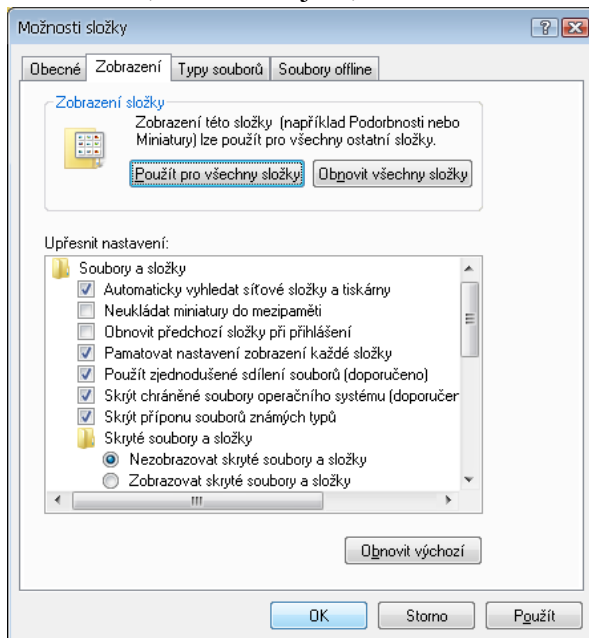 Možnosti složky
Obecné Zobrazení Typy souborů Soubory offline
Zobrazení složky
Zobrazení této složky (například Podorbnosti nebo
Miniatury) lze použít pro všechny ostatní složky.
Použít pro všechny složky Obnovit všechny složky
Upřesnit nastavení:
Soubory a složky
Automaticky vyhledat síťové složky a tiskárny
Neukládat miniatury do mezipaměti
Obnovit předchozí složky při přihlášení
Pamatovat nastavení zobrazení každé složky
Použít zjednodušené sdílení souborů (doporučeno)
Skrýt chráněné soubory operačního systému (doporučer
Skrýt příponu souborů známých typů
Skryté soubory a složky
Nezobrazovat skryté soubory a složky
Zobrazovat skryté soubory a složky
Obnovit výchozí
OK Storno Použít